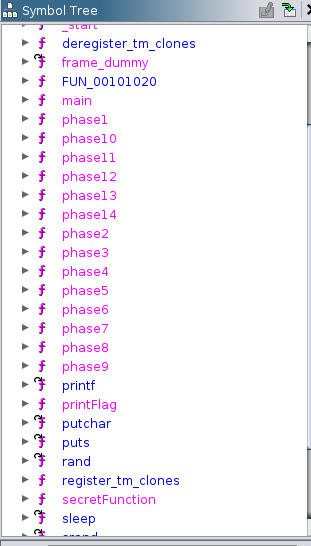 Symbol Tree
_start
deregister_tm_clones
frame_dummy
FUN_00101020
main
phase1
phase10
phase11
phase12
phase13
phase14
phase2
phase3
phase4
phase5
phase6
phase7
phase8
phase9
printf
printFlag
putchar
puts
rand
register_tm_clones
secretFunction
sleep
srand